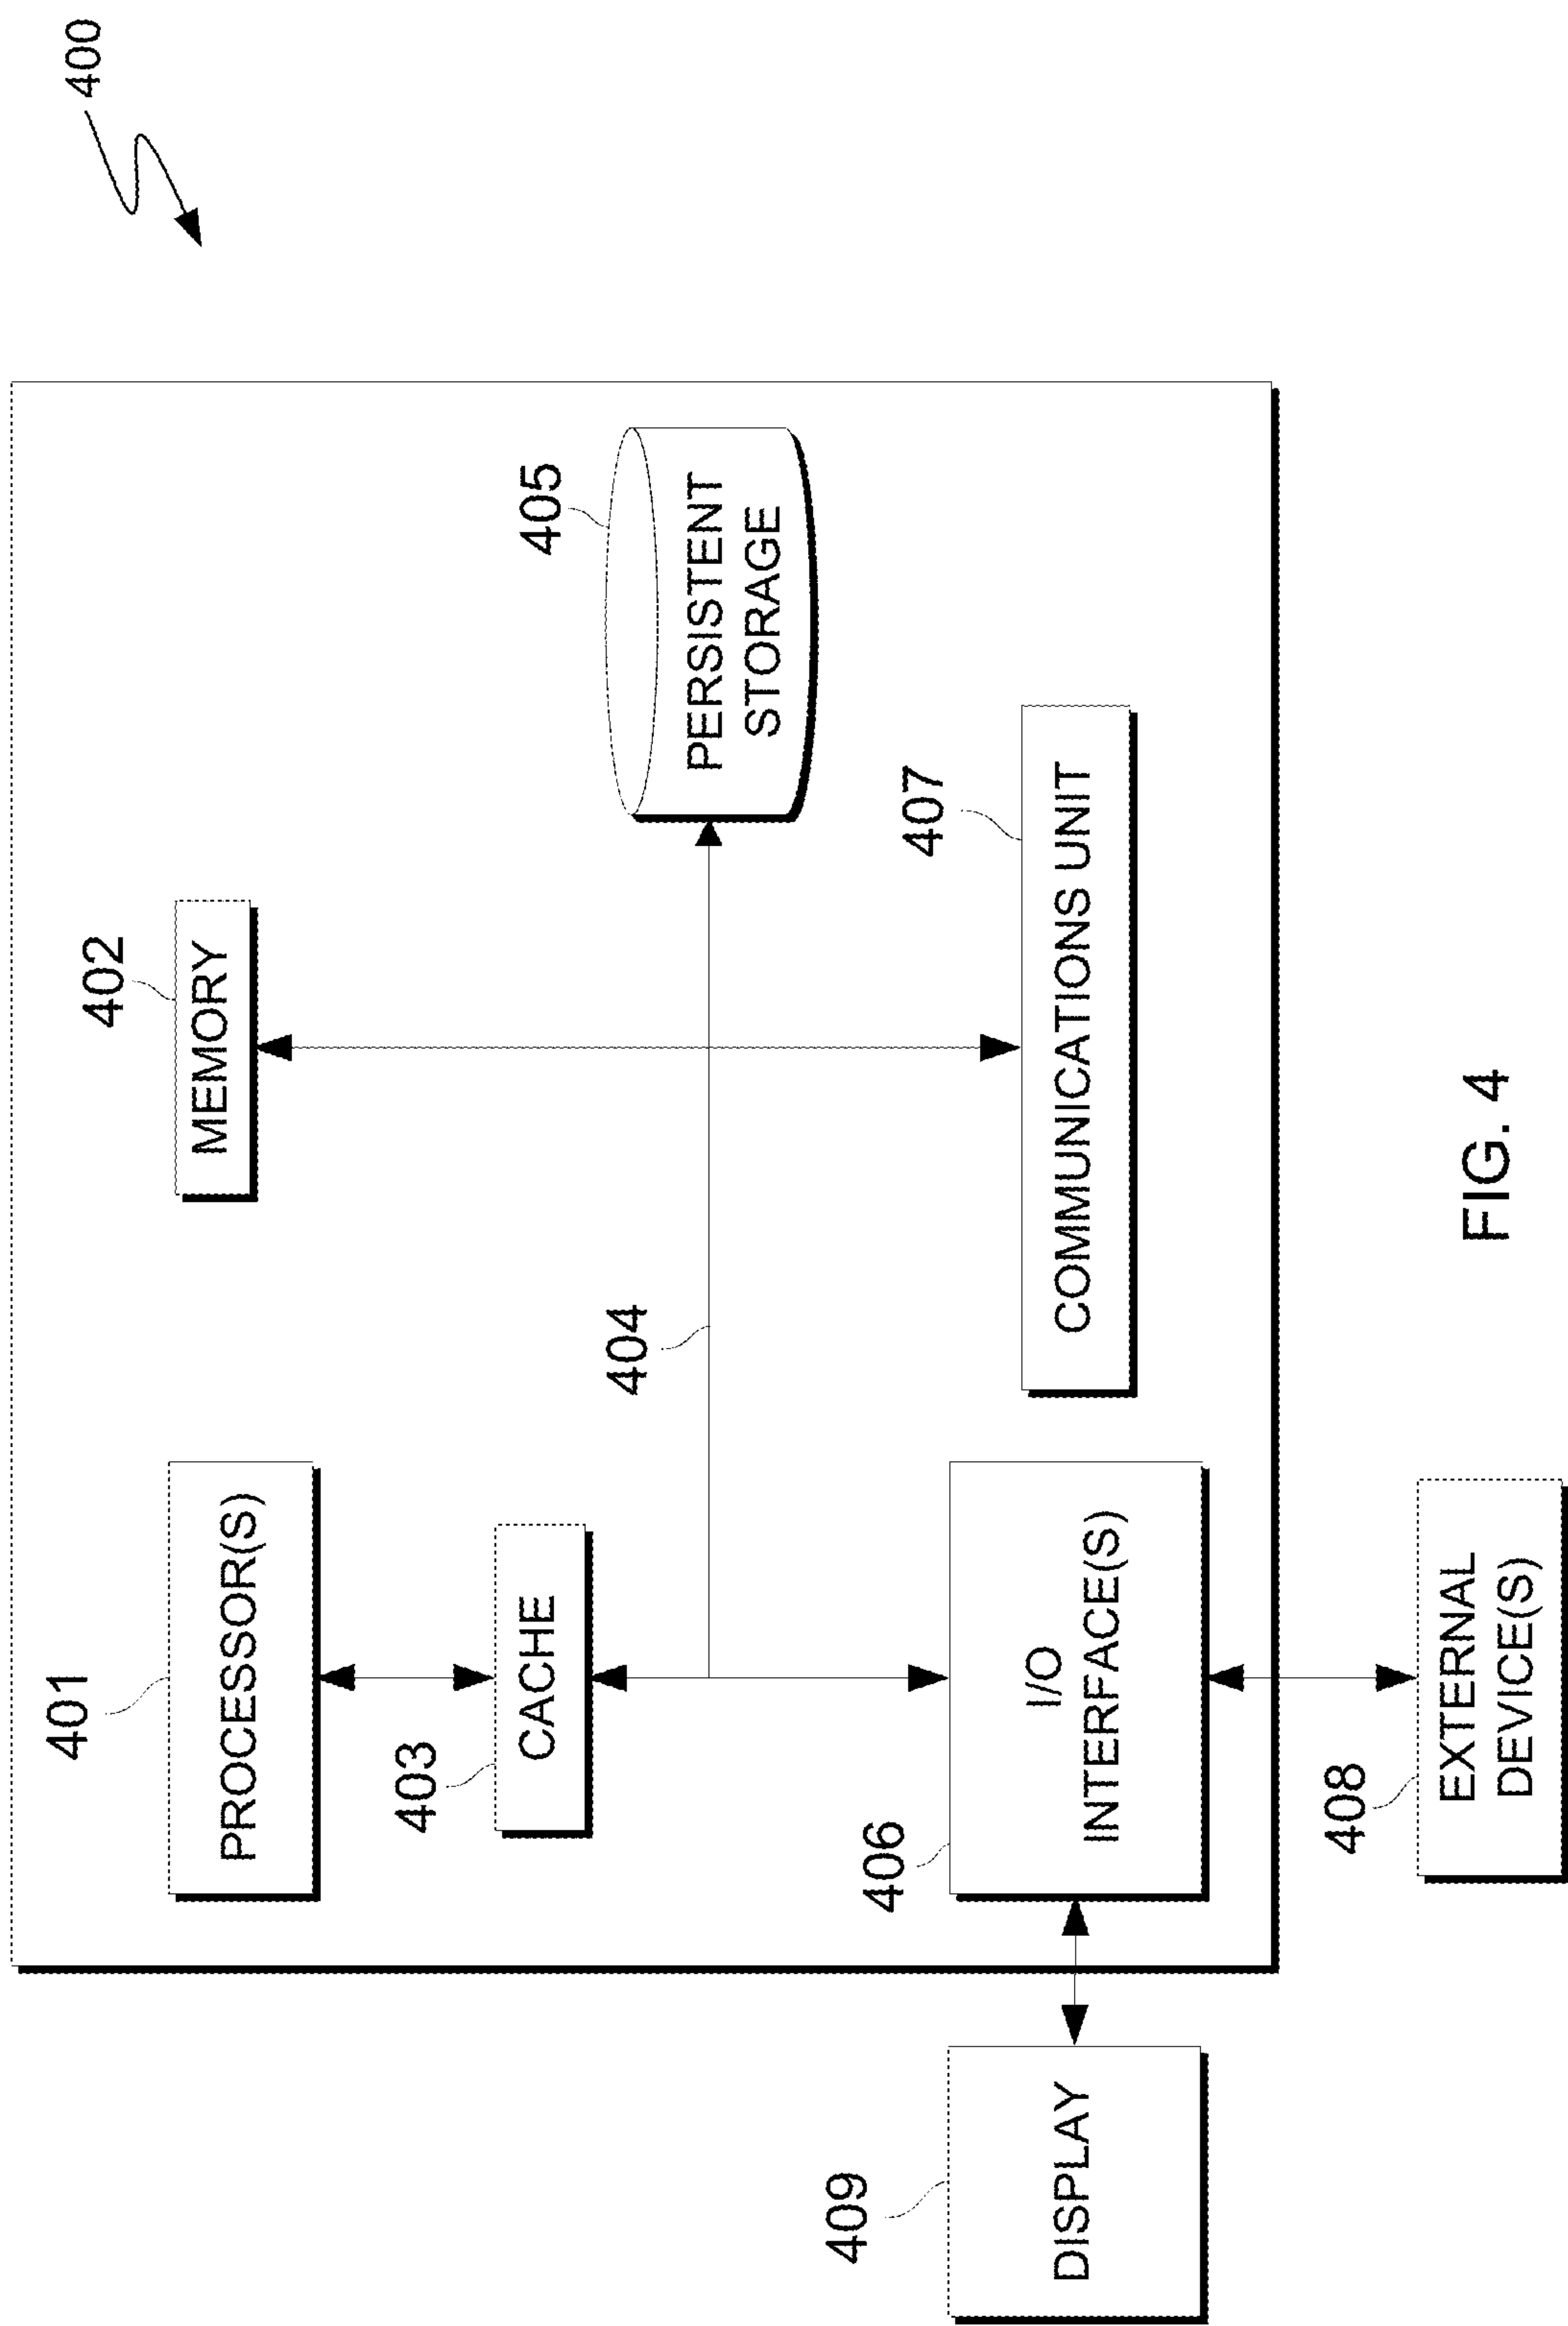 400
401
PROCESSOR(S)
402
MEMORY
403
CACHE
404
405
PERSISTENT
STORAGE
406
I/O
INTERFACE(S)
407
COMMUNICATIONS UNIT
409
DISPLAY
408
EXTERNAL
DEVICE(S)
FIG. 4